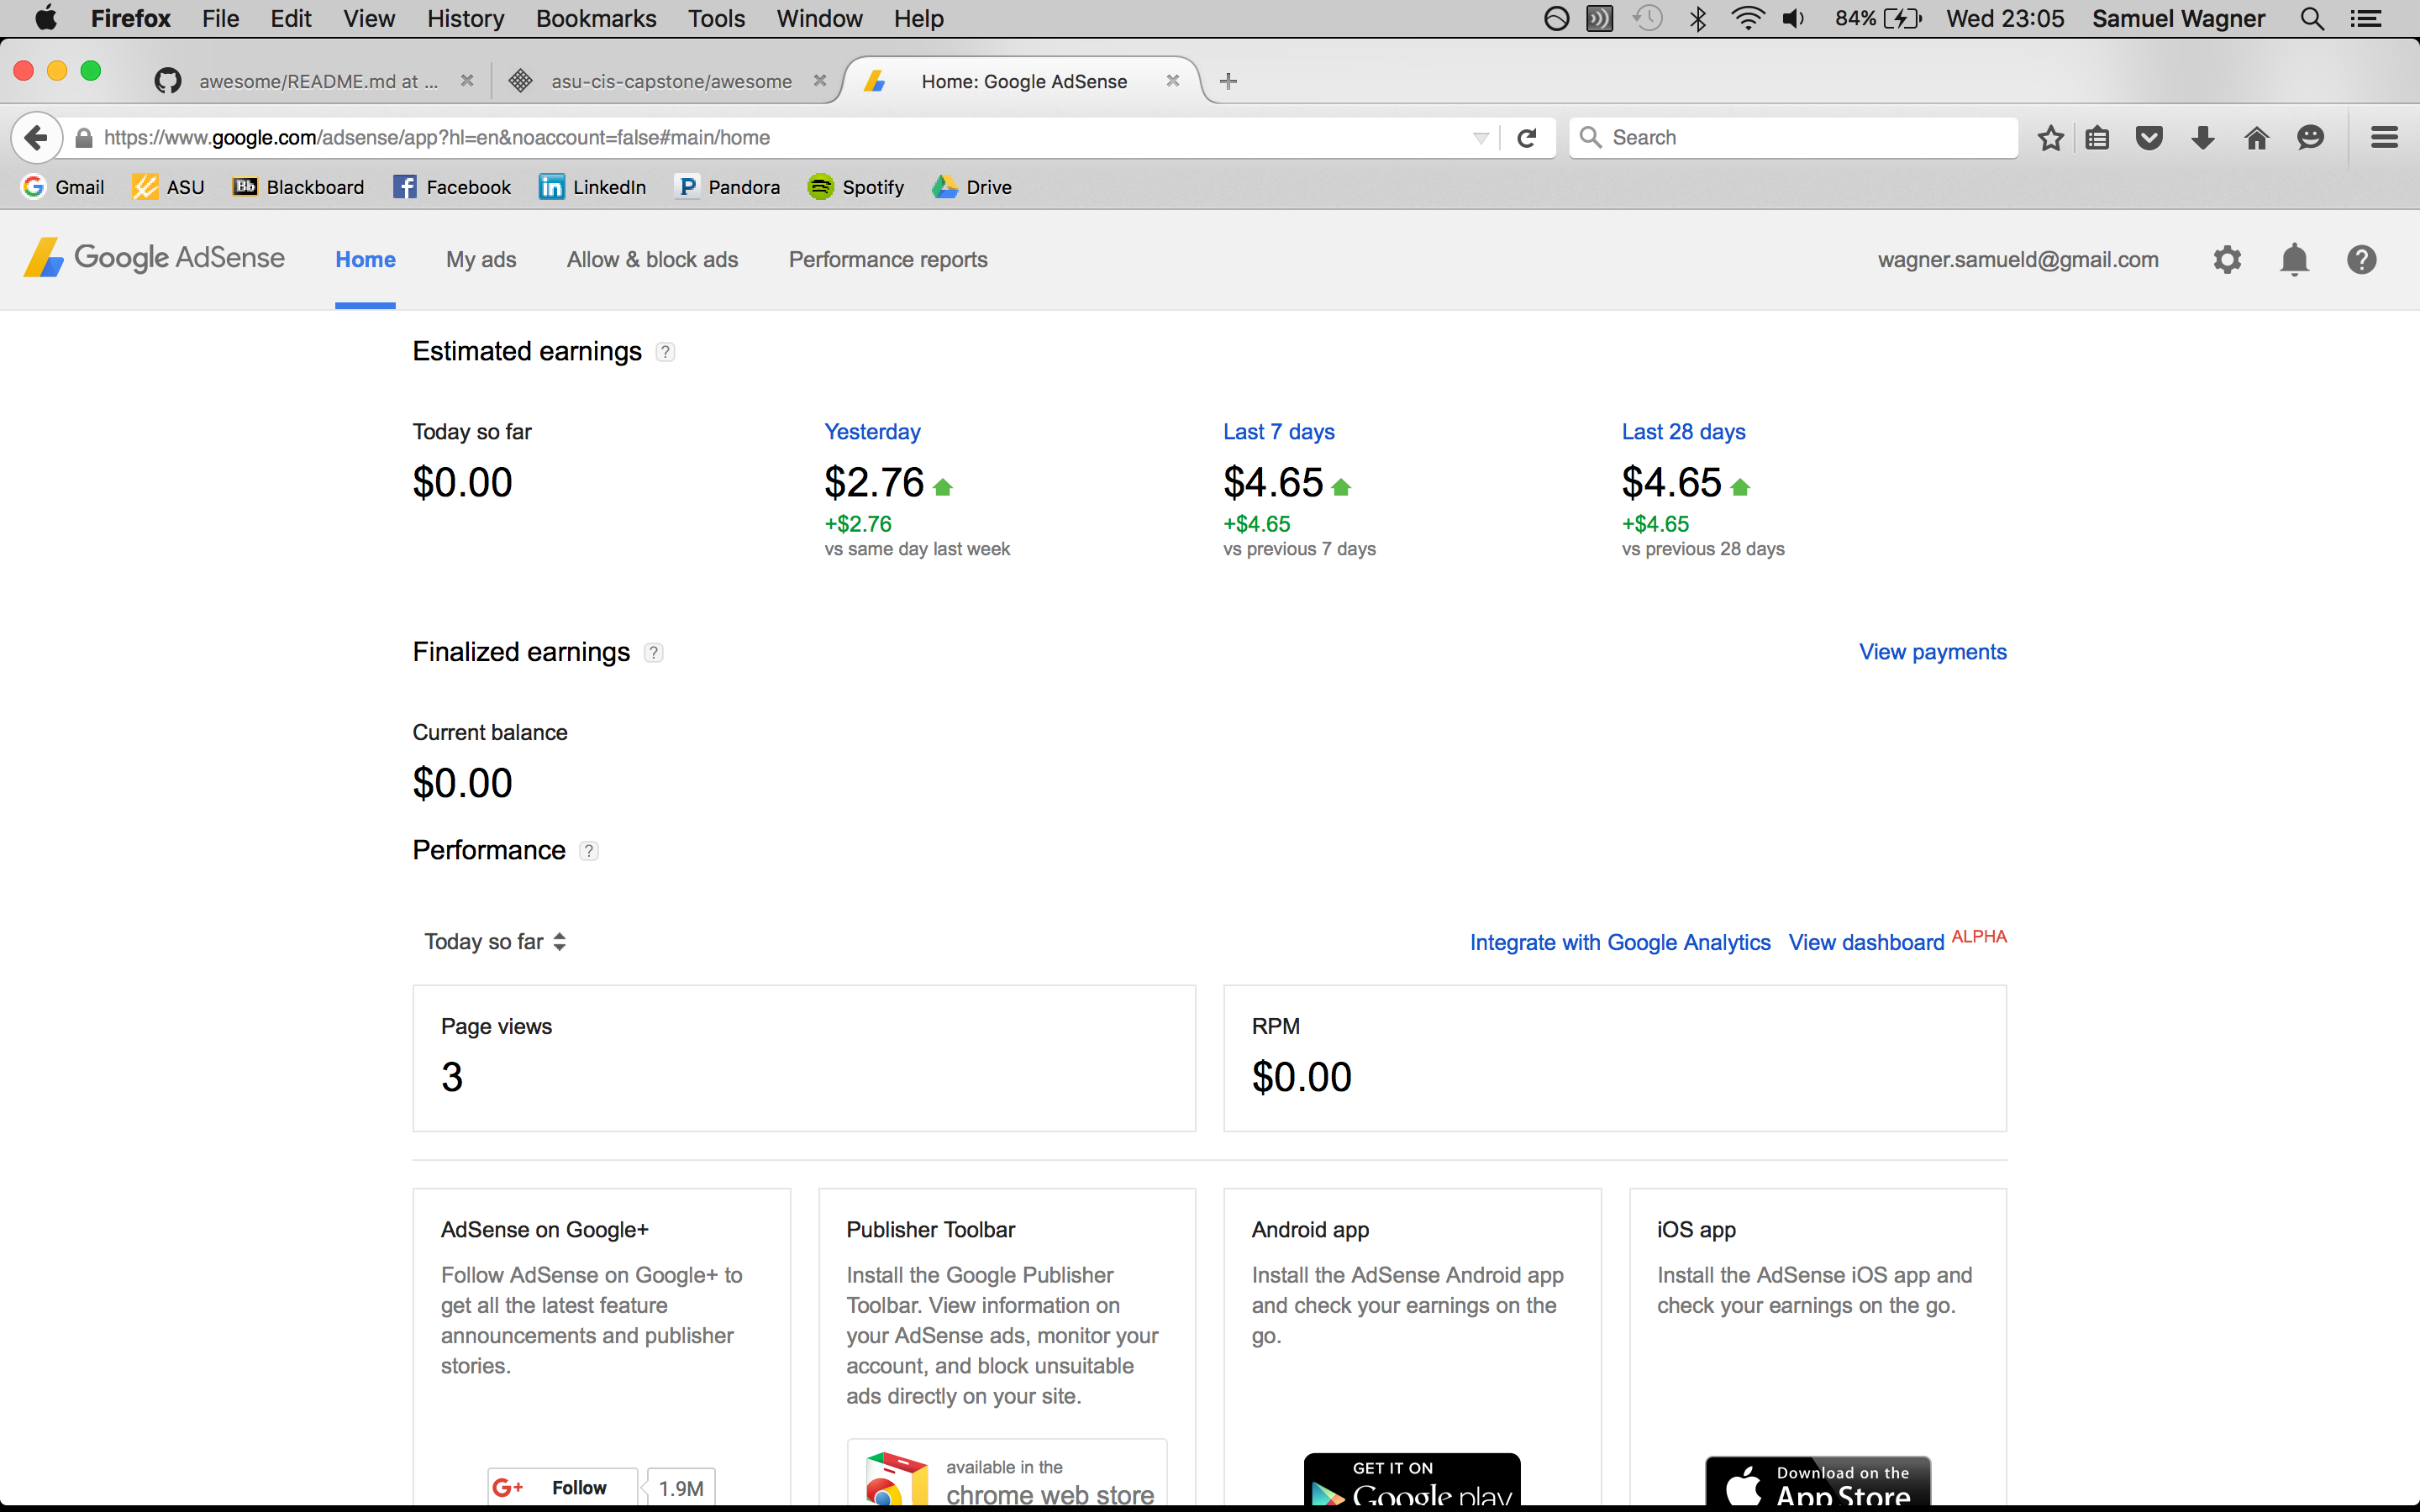 Firefox File Edit View History Bookmarks Tools Window Help 84% Wed 23:05 Samuel Wagner
awesome/README.md at ... asu-cis-capstone/awesome Home: Google AdSense
https://www.google.com/adsense/app?hl=en&noaccount=false#main/home Search
Gmail ASU Bb Blackboard Facebook LinkedIn Pandora Spotify Drive
Google AdSense Home My ads Allow & block ads Performance reports wagner.samueld@gmail.com
Estimated earnings ?
Today so far Yesterday Last 7 days Last 28 days
$0.00 $2.76 $4.65 $4.65
+$2.76 +$4.65 +$4.65
vs same day last week vs previous 7 days vs previous 28 days
Finalized earnings ? View payments
Current balance
$0.00
Performance ?
Today so far Integrate with Google Analytics View dashboard ALPHA
Page views RPM
3 $0.00
AdSense on Google+
Follow AdSense on Google+ to
get all the latest feature
announcements and publisher
stories.
G+ Follow 1.9M
Publisher Toolbar
Install the Google Publisher
Toolbar. View information on
your AdSense ads, monitor your
account, and block unsuitable
ads directly on your site.
available in the
chrome web store
Android app
Install the AdSense Android app
and check your earnings on the
go.
GET IT ON
Google play
iOS app
Install the AdSense iOS app and
check your earnings on the go.
Download on the
App Store